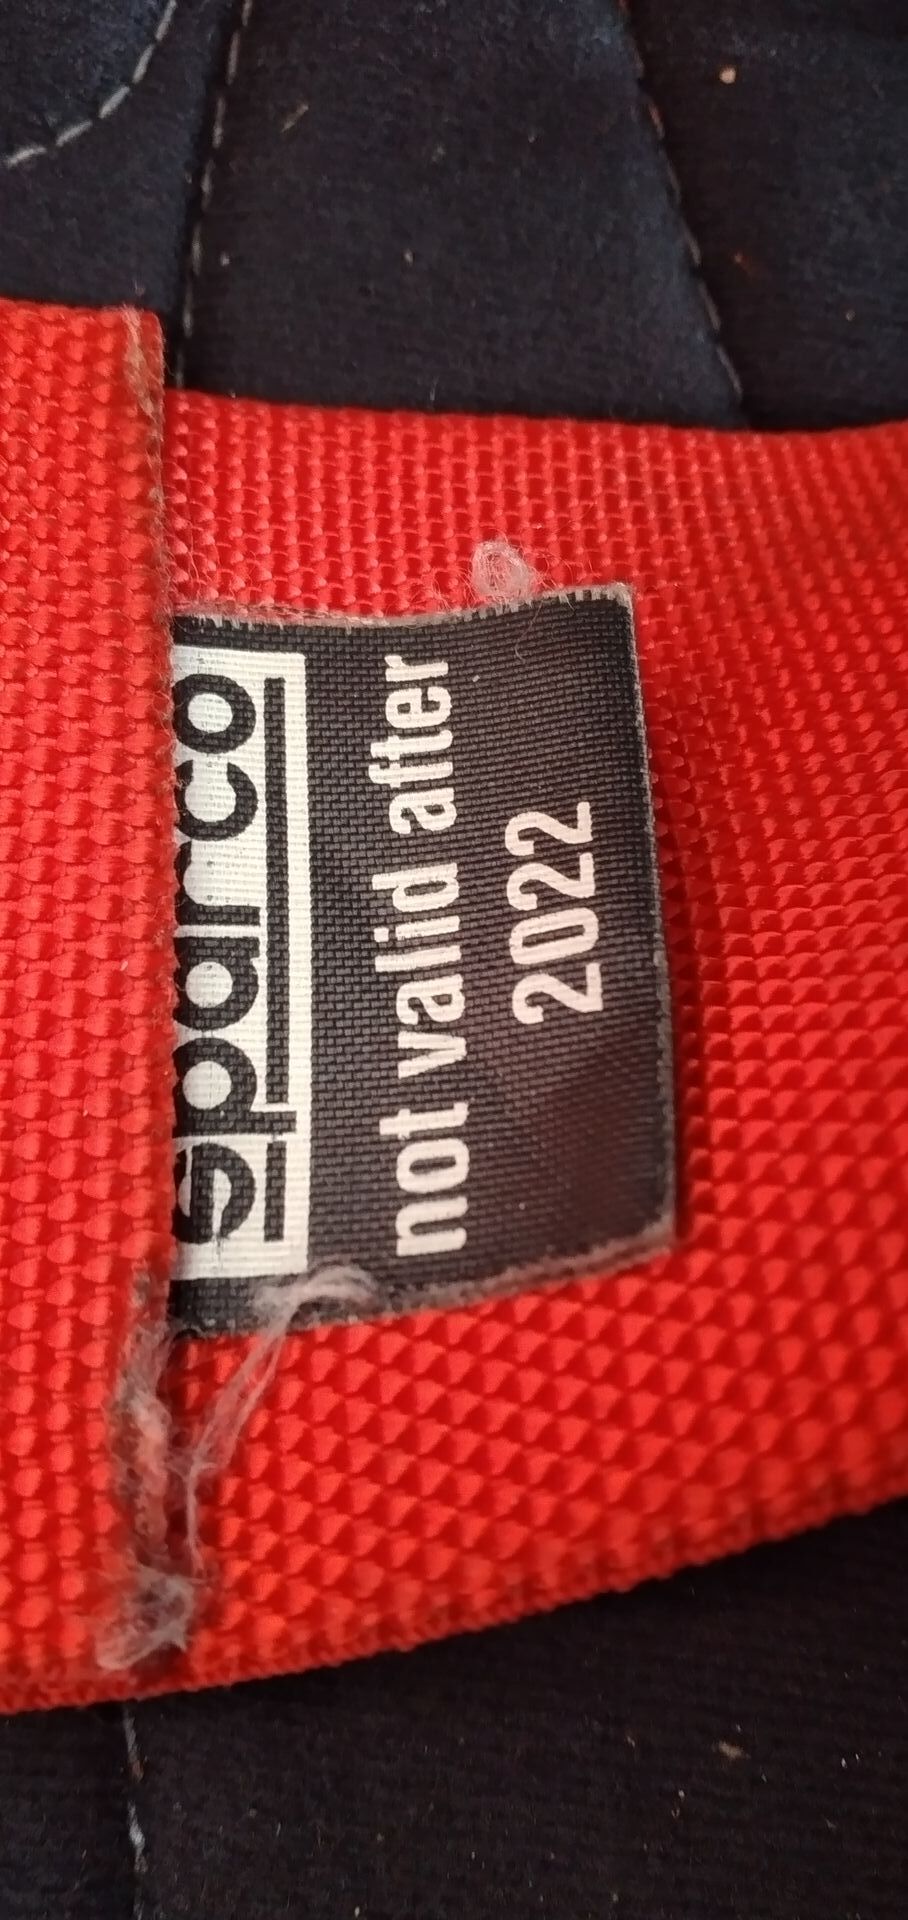 sparco
not valid after
2022